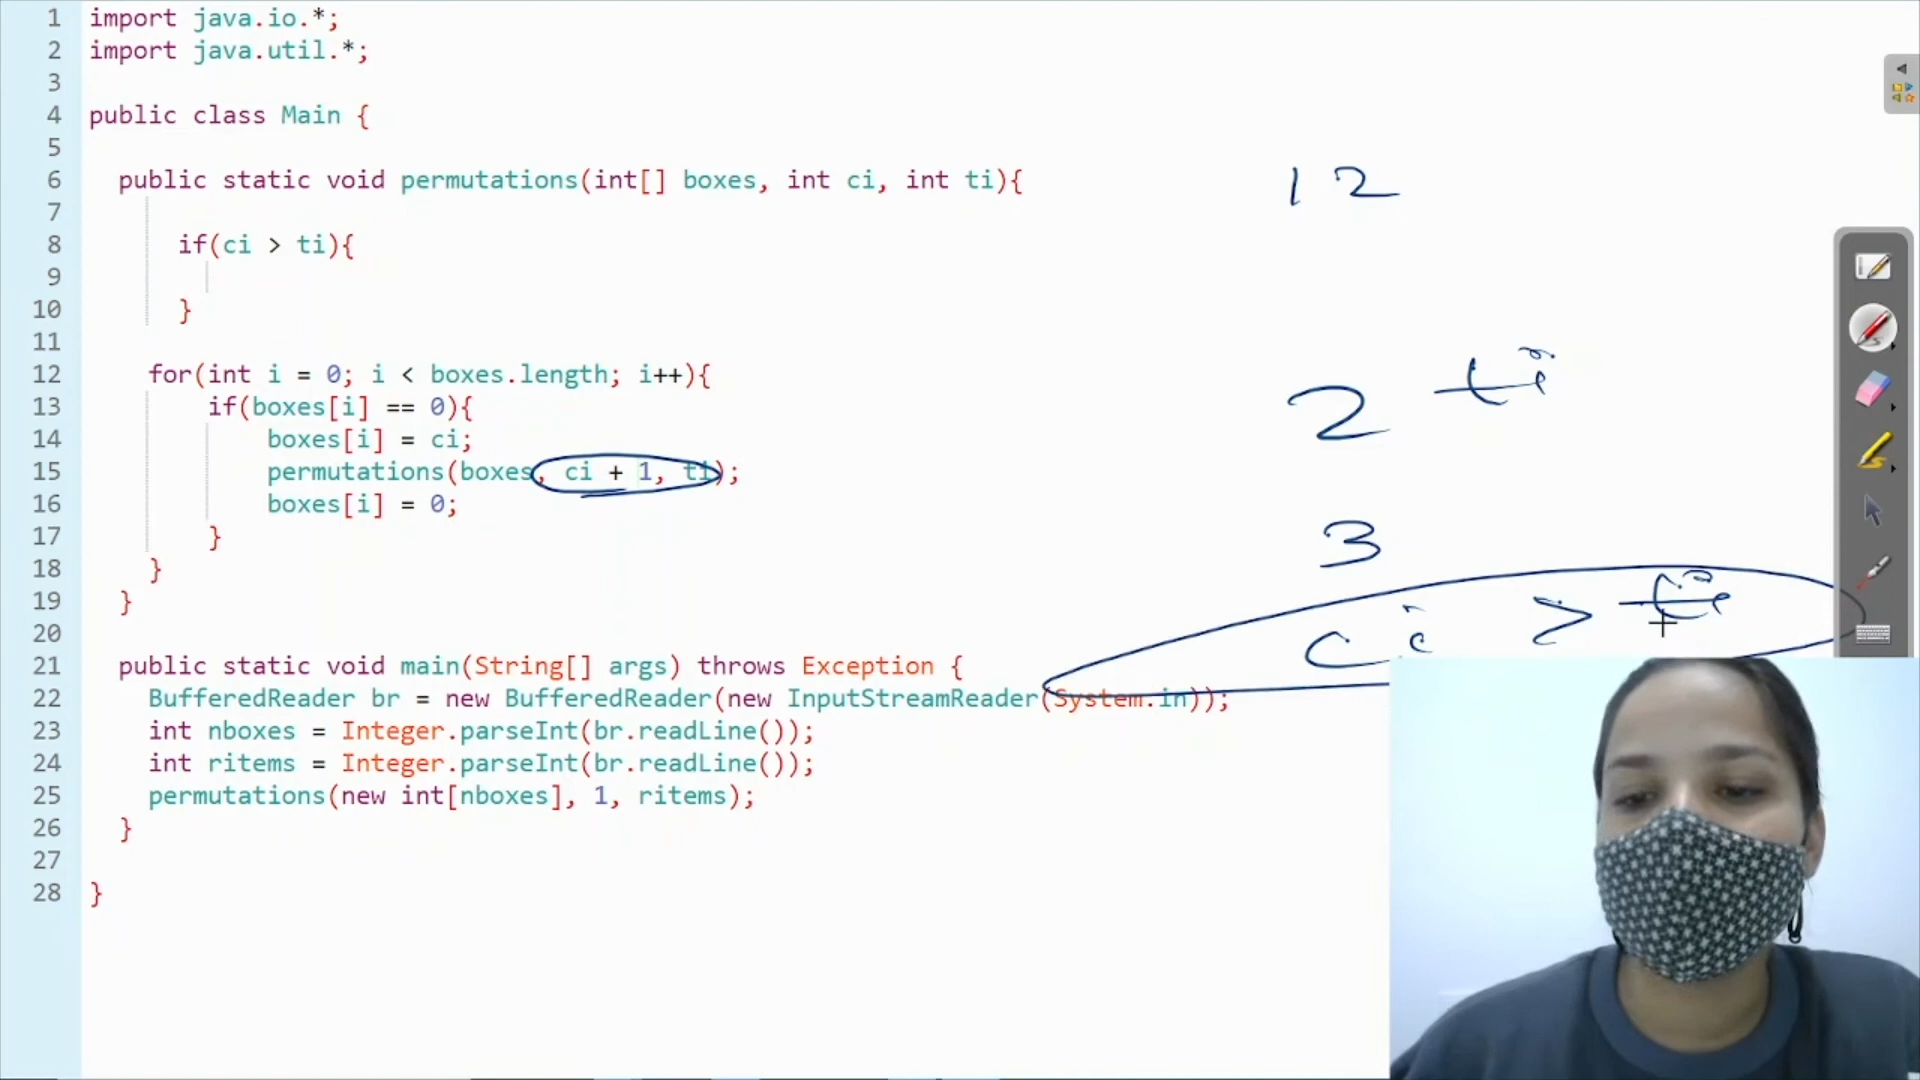 1 import java.io.*;
2 import java.util.*;
3
4 public class Main {
5
6 public static void permutations(int[] boxes, int ci, int ti){
7
8 if(ci > ti){
9
10 }
11
12 for(int i = 0; i < boxes.length; i++){
13 if(boxes[i] == 0){
14 boxes[i] = ci;
15 permutations(boxes, ci + 1, ti);
16 boxes[i] = 0;
17 }
18 }
19 }
20
21 public static void main(String[] args) throws Exception {
22 BufferedReader br = new BufferedReader(new InputStreamReader(System.in));
23 int nboxes = Integer.parseInt(br.readLine());
24 int ritems = Integer.parseInt(br.readLine());
25 permutations(new int[nboxes], 1, ritems);
26 }
27
28 }
1 2
2 ti
3
ci > ti